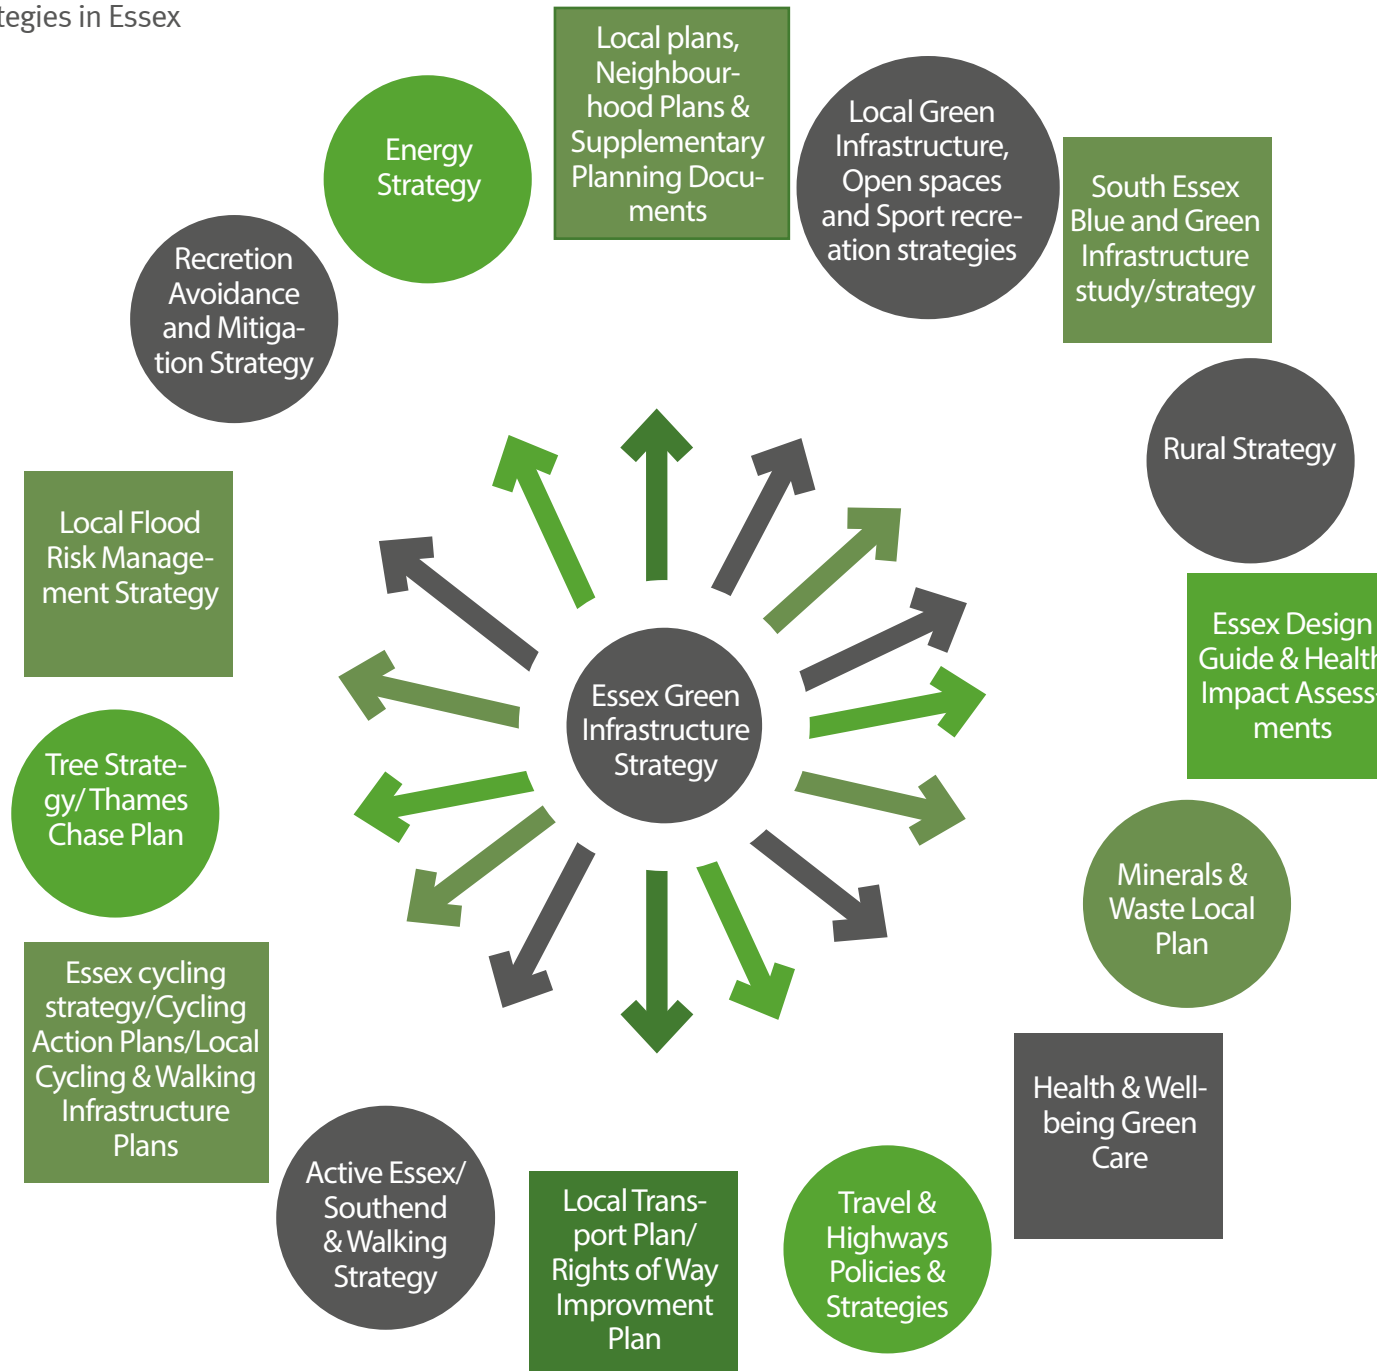 tegies in Essex
Local plans,
Neighbour-
hood Plans &
Supplementary
Planning Docu-
ments
Local Green
Infrastructure,
Open spaces
and Sport recre-
ation strategies
South Essex
Blue and Green
Infrastructure
study/strategy
Rural Strategy
Essex Design
Guide & Health
Impact Assess-
ments
Minerals &
Waste Local
Plan
Health & Well-
being Green
Care
Travel &
Highways
Policies &
Strategies
Local Trans-
port Plan/
Rights of Way
Improvment
Plan
Active Essex/
Southend
& Walking
Strategy
Essex cycling
strategy/Cycling
Action Plans/Local
Cycling & Walking
Infrastructure
Plans
Tree Strate-
gy/ Thames
Chase Plan
Local Flood
Risk Manage-
ment Strategy
Recretion
Avoidance
and Mitiga-
tion Strategy
Energy
Strategy
Essex Green
Infrastructure
Strategy